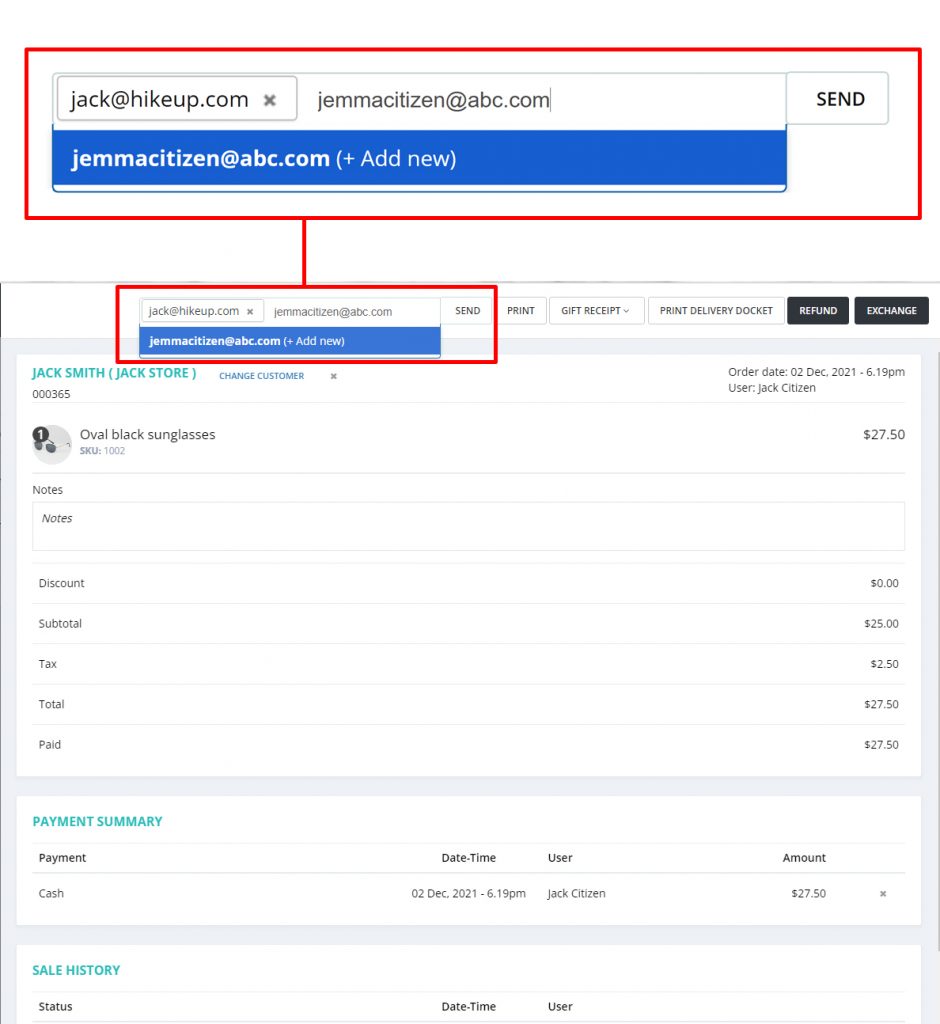 jack@hikeup.com × jemmacitizen@abc.com SEND
jemmacitizen@abc.com (+ Add new)
jack@hikeup.com × jemmacitizen@abc.com SEND PRINT GIFT RECEIPT PRINT DELIVERY DOCKET REFUND EXCHANGE
jemmacitizen@abc.com (+ Add new)
JACK SMITH ( JACK STORE ) CHANGE CUSTOMER × Order date: 02 Dec, 2021 - 6.19pm
000365 User: Jack Citizen
1 Oval black sunglasses $27.50
SKU: 1002
Notes
Notes
Discount $0.00
Subtotal $25.00
Tax $2.50
Total $27.50
Paid $27.50
PAYMENT SUMMARY
Payment Date-Time User Amount
Cash 02 Dec, 2021 - 6.19pm Jack Citizen $27.50 ×
SALE HISTORY
Status Date-Time User